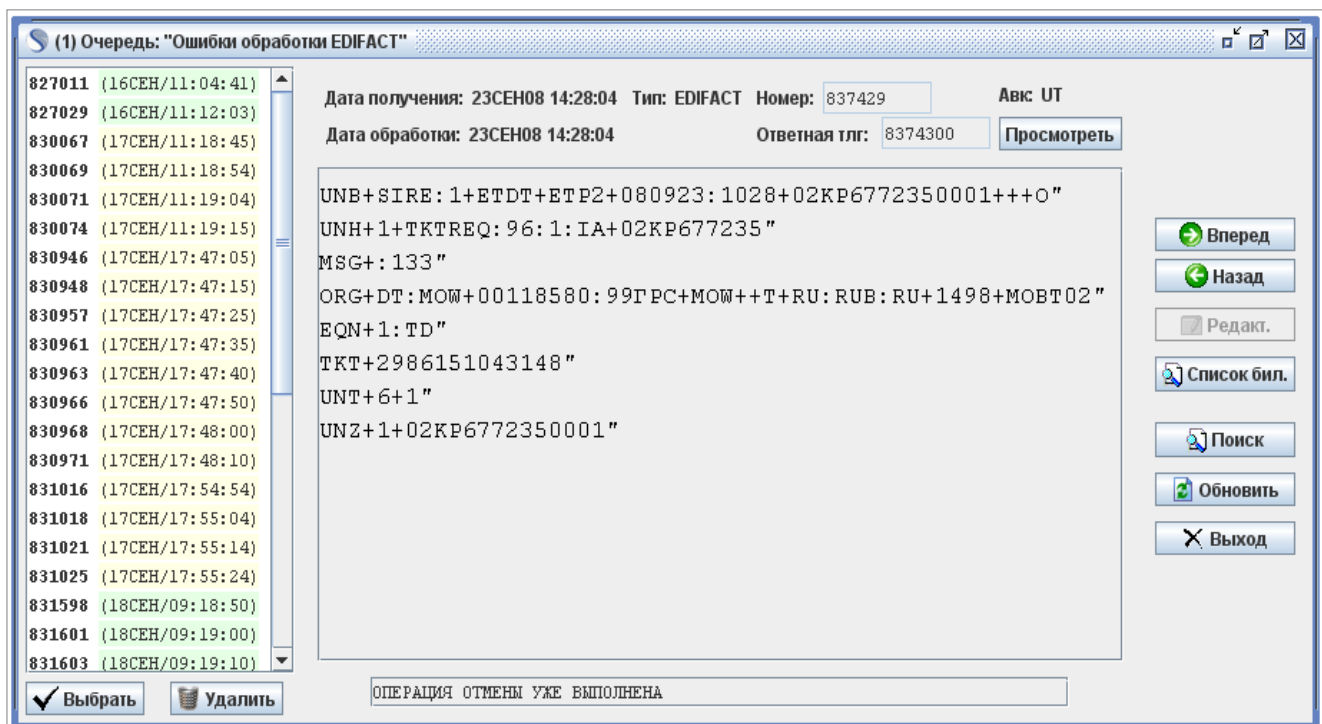 (1) Очередь: "Ошибки обработки EDIFACT"
827011 (16СЕН/11:04:41)
827029 (16СЕН/11:12:03)
830067 (17СЕН/11:18:45)
830069 (17СЕН/11:18:54)
830071 (17СЕН/11:19:04)
830074 (17СЕН/11:19:15)
830946 (17СЕН/17:47:05)
830948 (17СЕН/17:47:15)
830957 (17СЕН/17:47:25)
830961 (17СЕН/17:47:35)
830963 (17СЕН/17:47:40)
830966 (17СЕН/17:47:50)
830968 (17СЕН/17:48:00)
830971 (17СЕН/17:48:10)
831016 (17СЕН/17:54:54)
831018 (17СЕН/17:55:04)
831021 (17СЕН/17:55:14)
831025 (17СЕН/17:55:24)
831598 (18СЕН/09:18:50)
831601 (18СЕН/09:19:00)
831603 (18СЕН/09:19:10)
Выбрать Удалить
Дата получения: 23СЕН08 14:28:04 Тип: EDIFACT Номер: 837429 Авк: UT
Дата обработки: 23СЕН08 14:28:04 Ответная тлг: 8374300 Просмотреть
UNB+SIRE:1+ETDT+ETP2+080923:1028+02KP6772350001+++O"
UNH+1+TKTREQ:96:1:IA+02KP677235"
MSG+:133"
ORG+DT:MOW+00118580:99ГРС+MOW++T+RU:RUB:RU+1498+MOBT02"
EQN+1:TD"
TKT+2986151043148"
UNT+6+1"
UNZ+1+02KP6772350001"
ОПЕРАЦИЯ ОТМЕНЫ УЖЕ ВЫПОЛНЕНА
Вперед
Назад
Редакт.
Список бил.
Поиск
Обновить
Выход